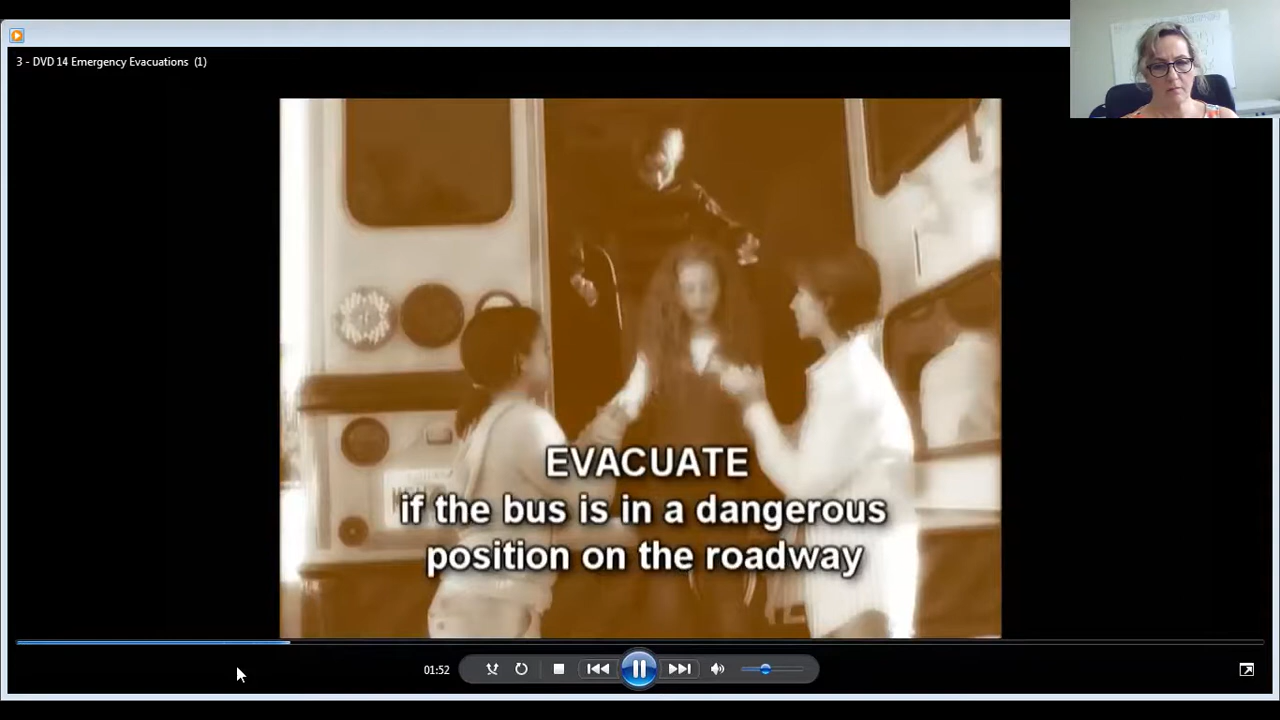 3 - DVD 14 Emergency Evacuations (1)
EVACUATE
if the bus is in a dangerous
position on the roadway
01:52